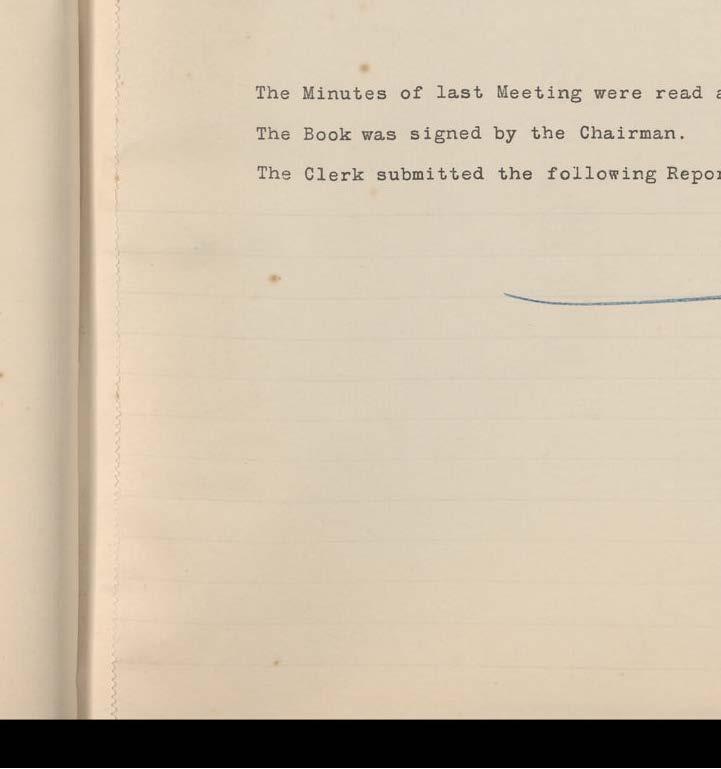 The Minutes of last Meeting were read
The Book was signed by the Chairman.
The Clerk submitted the following